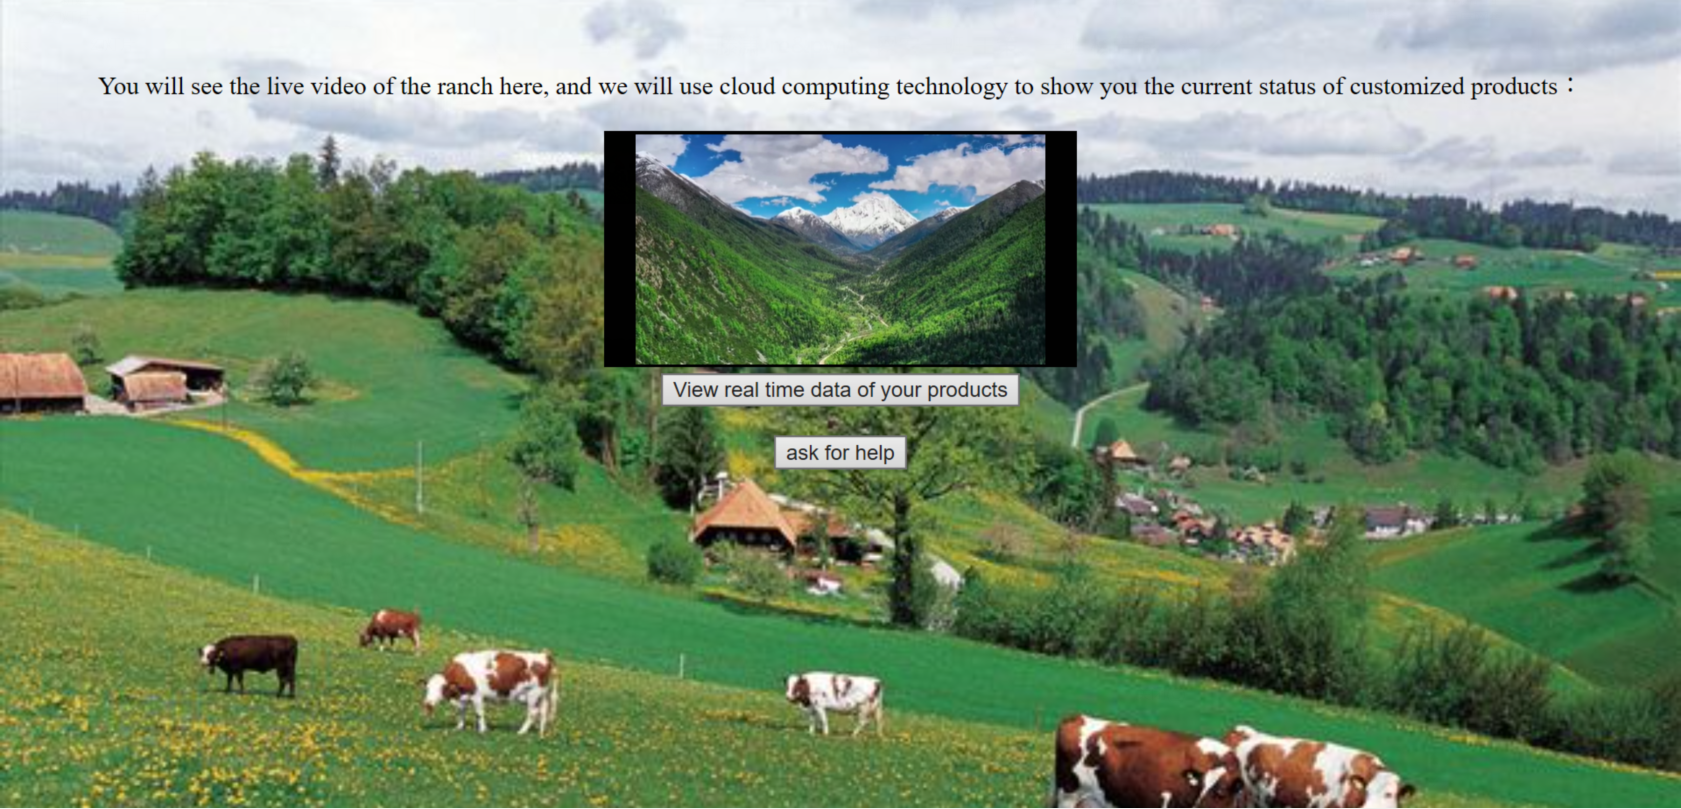 You will see the live video of the ranch here, and we will use cloud computing technology to show you the current status of customized products：
View real time data of your products
ask for help